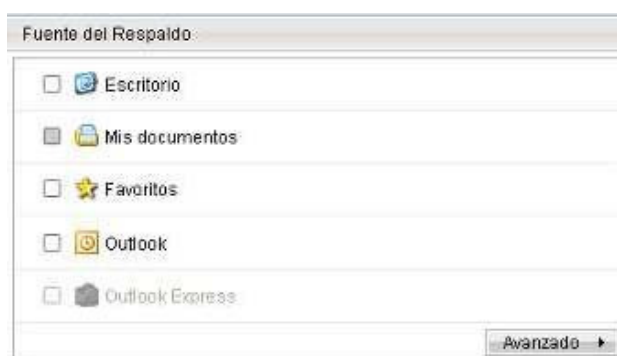 Fuente del Respaldo
Escritorio
Mis documentos
Favoritos
Outlook
Outlook Express
Avanzado